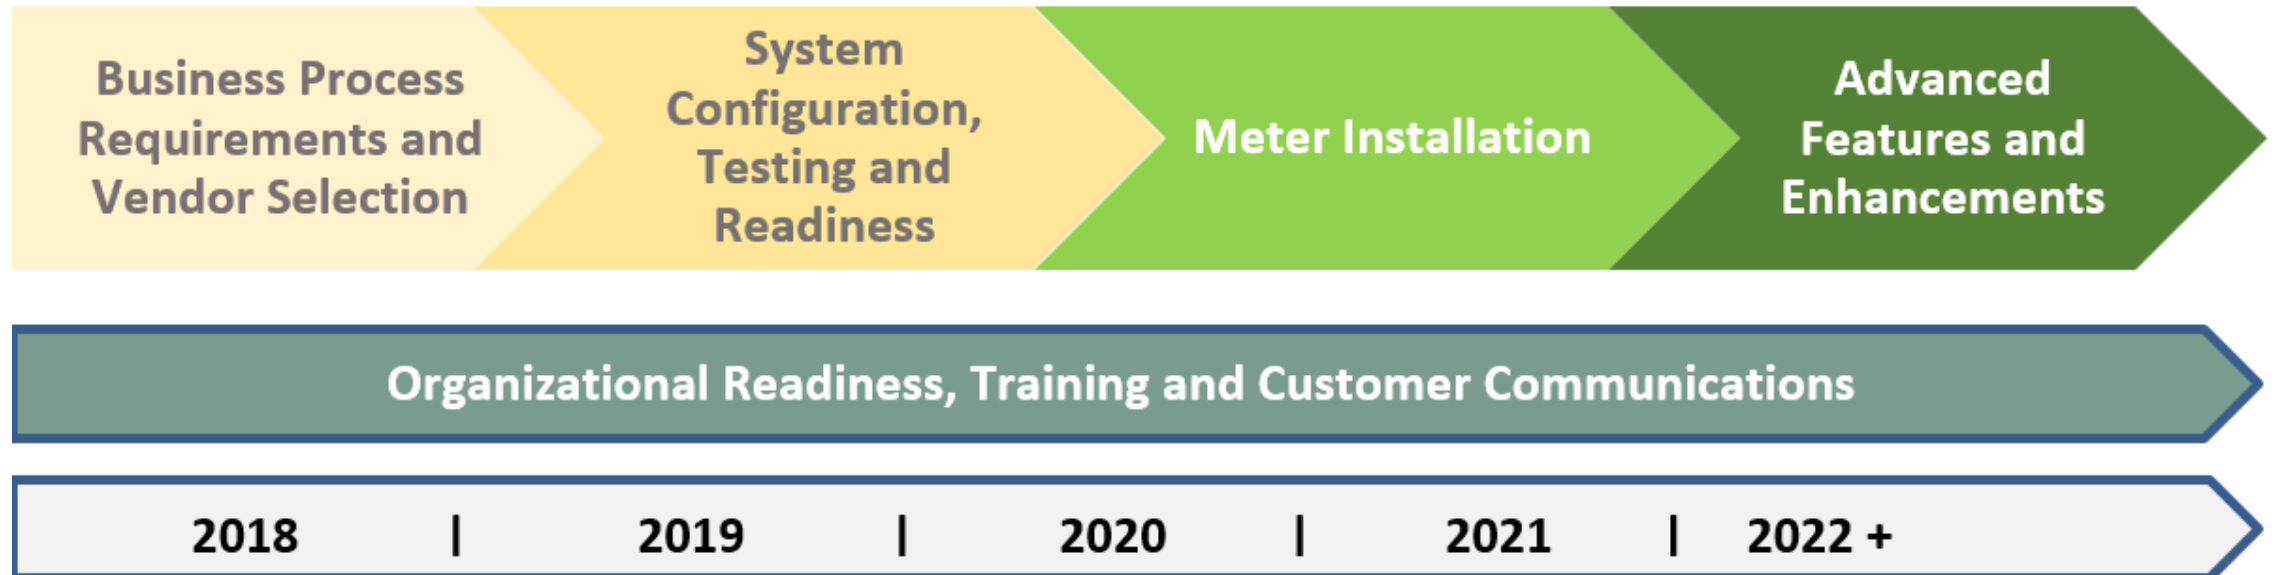 Business Process
Requirements and
Vendor Selection
System
Configuration,
Testing and
Readiness
Meter Installation
Advanced
Features and
Enhancements
Organizational Readiness, Training and Customer Communications
2018 | 2019 | 2020 | 2021 | 2022 +